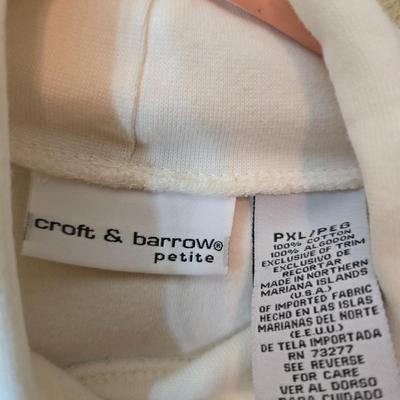 croft & barrow®
petite
PXL/PEG
100% COTTON
100% ALGODON
EXCLUSIVE OF TRIM
EXCLUSIVO DE
RECORTAR
MADE IN NORTHERN
MARIANA ISLANDS
(U.S.A.)
OF IMPORTED FABRIC
HECHO EN LAS ISLAS
MARIANAS DEL NORTE
(E.E.U.U.)
DE TELA IMPORTADA
RN 73277
SEE REVERSE
FOR CARE
VER AL DORSO
PARA CUIDADO